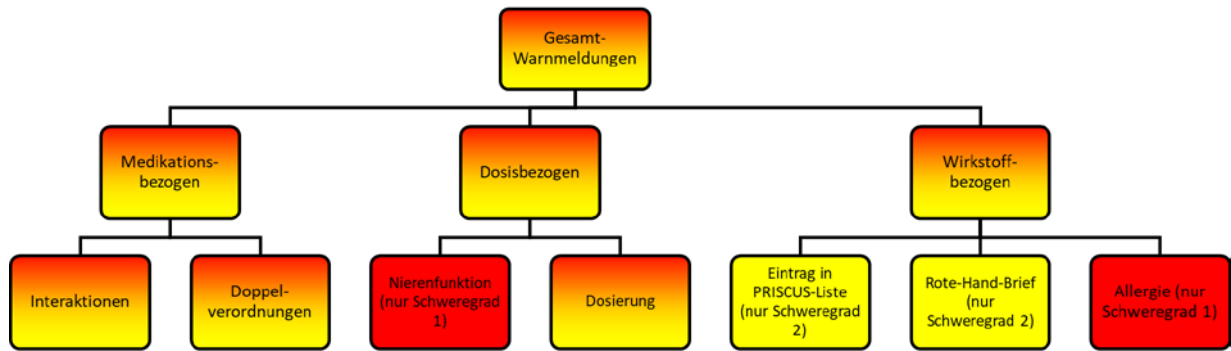 Gesamt-
Warnmeldungen
Medikations-
bezogen
Dosisbezogen
Wirkstoff-
bezogen
Interaktionen
Doppel-
verordnungen
Nierenfunktion
(nur Schweregrad
1)
Dosierung
Eintrag in
PRISCUS-Liste
(nur Schweregrad
2)
Rote-Hand-Brief
(nur
Schweregrad 2)
Allergie (nur
Schweregrad 1)